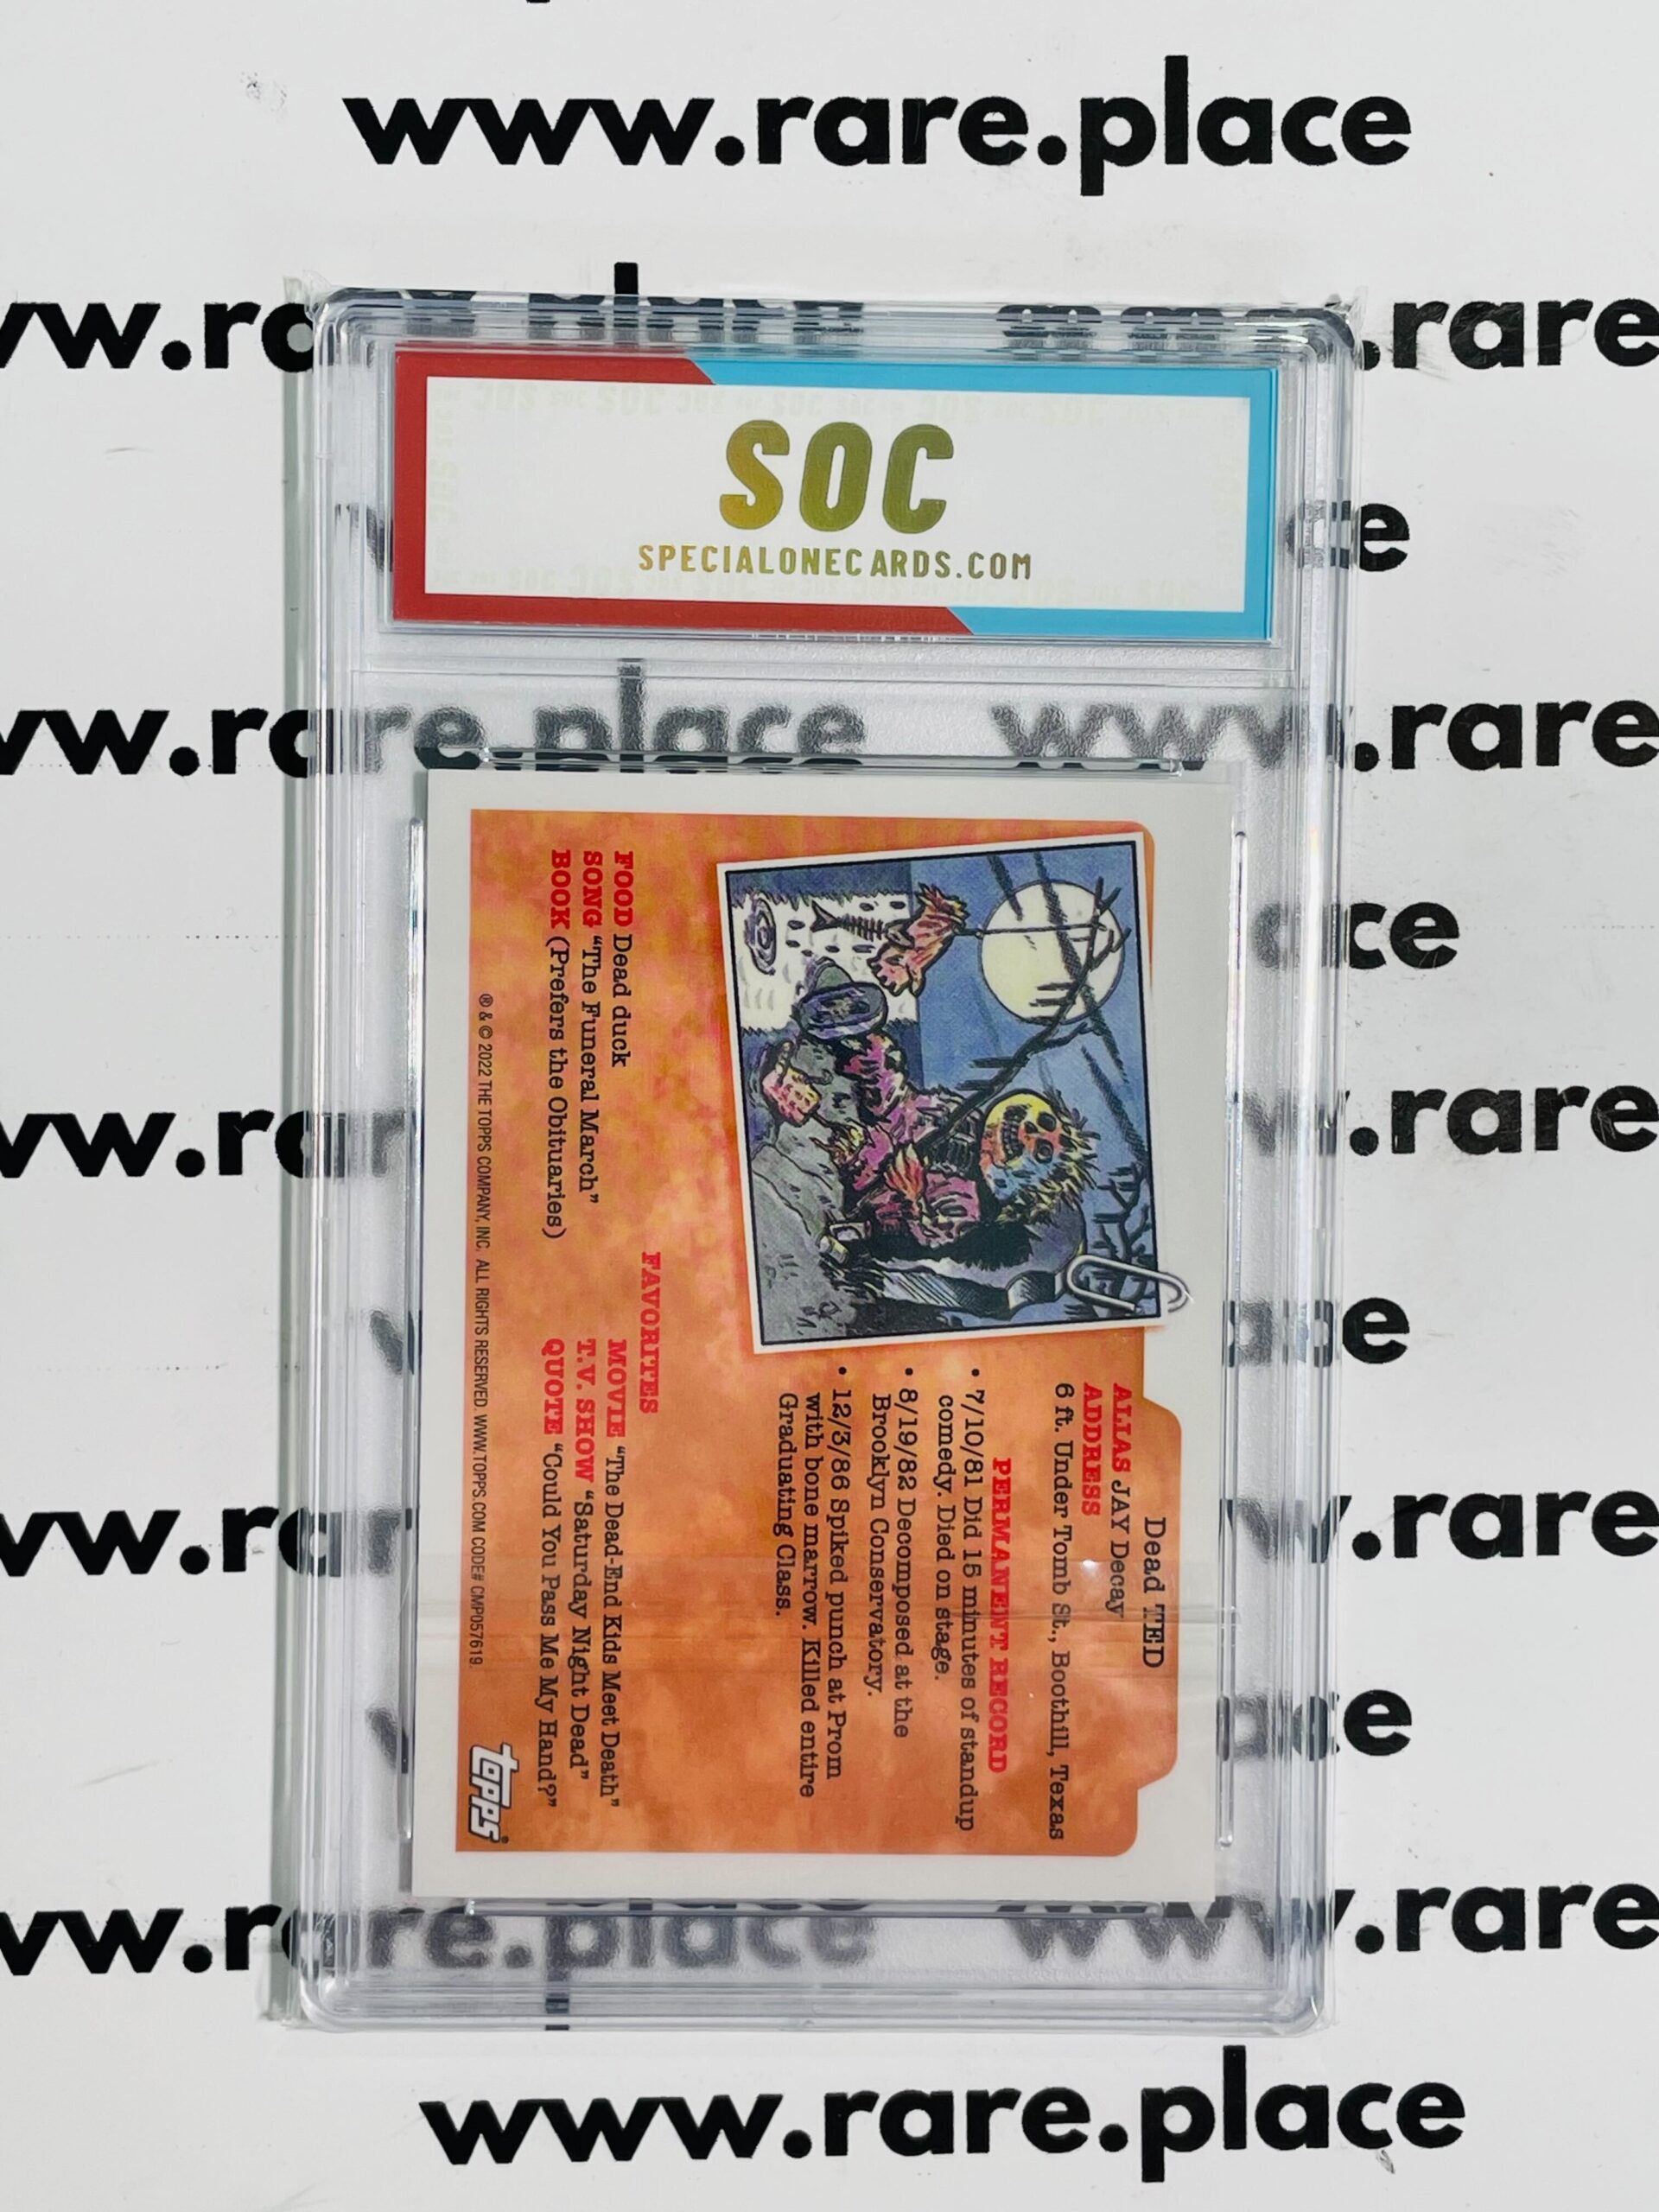 www.rare.place
SOC
SPECIALONECARDS.COM
Dead TED
ALIAS JAY Decay
ADDRESS
6 ft. Under Tomb St., Boothill, Texas
PERMANENT RECORD
• 7/10/81 Did 15 minutes of standup
comedy. Died on stage.
• 8/19/82 Decomposed at the
Brooklyn Conservatory.
• 12/3/86 Spiked punch at Prom
with bone marrow. Killed entire
Graduating Class.
FAVORITES
FOOD Dead duck
SONG "The Funeral March"
BOOK (Prefers the Obituaries)
MOVIE "The Dead-End Kids Meet Death"
T.V. SHOW "Saturday Night Dead"
QUOTE "Could You Pass Me My Hand?"
® & © 2022 THE TOPPS COMPANY, INC. ALL RIGHTS RESERVED. WWW.TOPPS.COM CODE# CMP057619.
topps®
www.rare.place